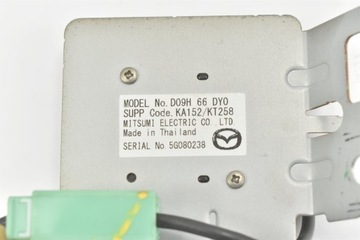 MODEL No. D09H 66 DY0
SUPP Code. KA152/KT258
MITSUMI ELECTRIC CO. LTD.
Made in Thailand
SERIAL No. 5G080238